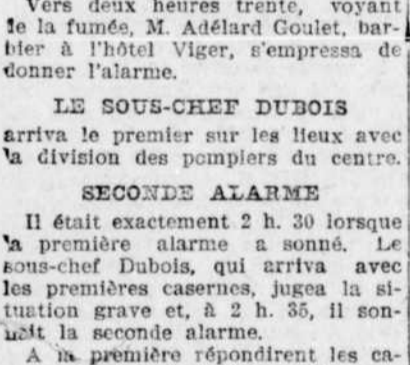 Vers deux heures trente, voyant
de la fumée, M. Adélard Goulet, bar-
bier à l'hôtel Viger, s'empressa de
donner l'alarme.
LE SOUS-CHEF DUBOIS
arriva le premier sur les lieux avec
la division des pompiers du centre.
SECONDE ALARME
Il était exactement 2 h. 30 lorsque
la première alarme a sonné. Le
sous-chef Dubois, qui arriva avec
les premières casernes, jugea la si-
tuation grave et, à 2 h. 35, il son-
nait la seconde alarme.
A la première répondirent les ca-